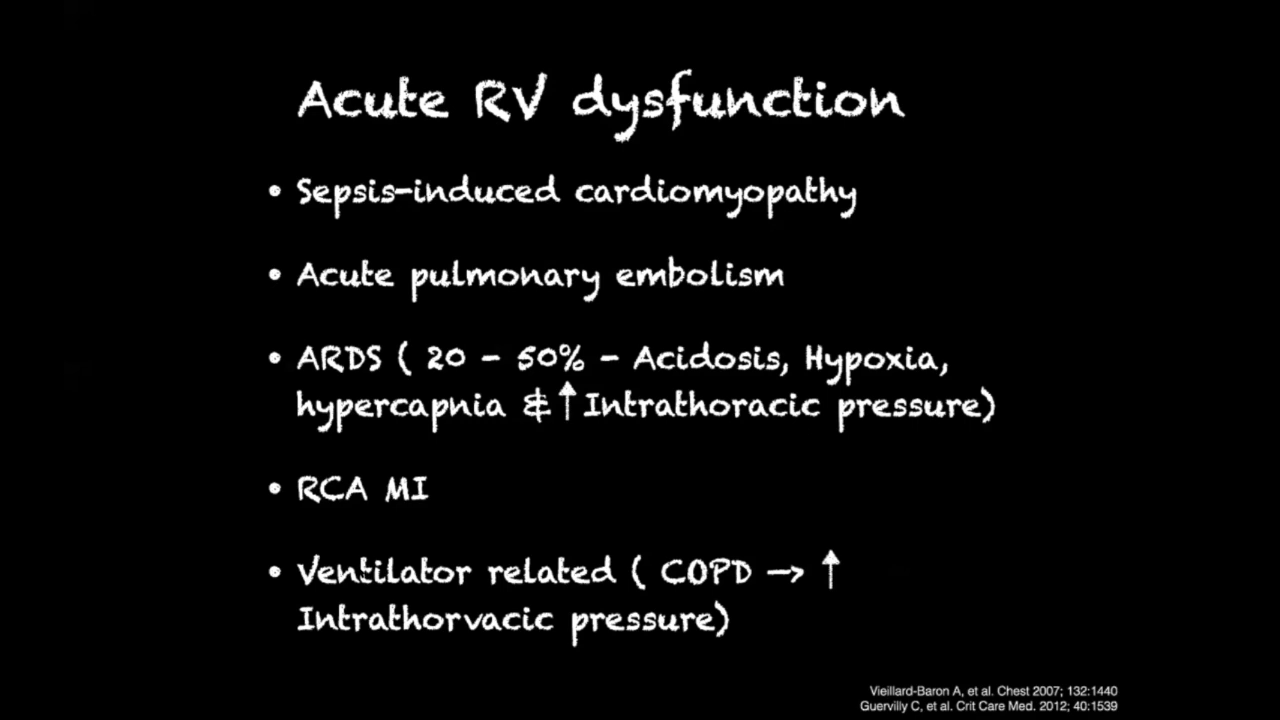 Acute RV dysfunction
• Sepsis-induced cardiomyopathy
• Acute pulmonary embolism
• ARDS ( 20 - 50% - Acidosis, Hypoxia,
hypercapnia & ↑ Intrathoracic pressure)
• RCA MI
• Ventilator related ( COPD → ↑
Intrathorvacic pressure)
Vieillard-Baron A, et al. Chest 2007; 132:1440
Guervilly C, et al. Crit Care Med. 2012; 40:1539